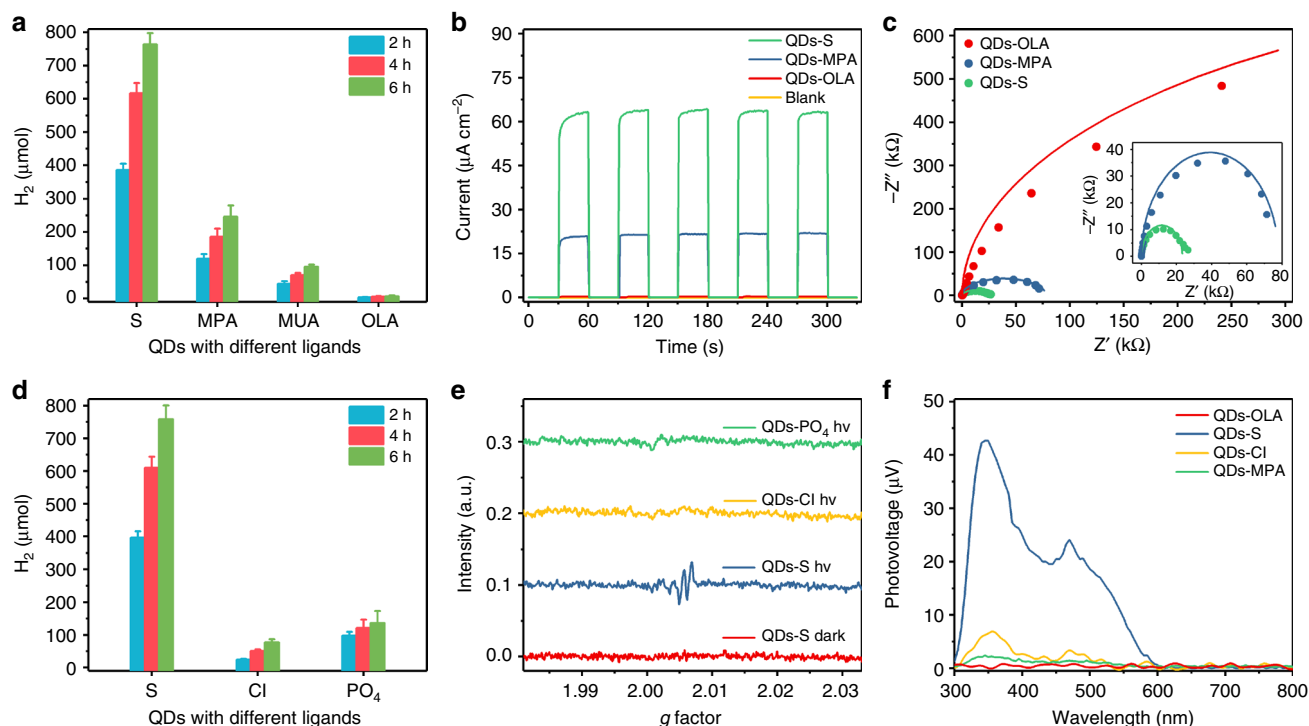 a
H2 (μmol)
800
700
600
500
400
300
200
100
0
2 h
4 h
6 h
S MPA MUA OLA
QDs with different ligands
b
Current (μA cm−2)
90
75
60
45
30
15
0
QDs-S
QDs-MPA
QDs-OLA
Blank
0 60 120 180 240 300
Time (s)
c
−Z″ (kΩ)
600
500
400
300
200
100
0
QDs-OLA
QDs-MPA
QDs-S
−Z″ (kΩ)
40
30
20
10
0
0 20 40 60 80
Z′ (kΩ)
0 50 100 150 200 250 300
Z′ (kΩ)
d
H2 (μmol)
800
700
600
500
400
300
200
100
0
2 h
4 h
6 h
S Cl PO4
QDs with different ligands
e
Intensity (a.u.)
0.3
0.2
0.1
0.0
QDs-PO4 hv
QDs-Cl hv
QDs-S hv
QDs-S dark
1.99 2.00 2.01 2.02 2.03
g factor
f
Photovoltage (μV)
50
40
30
20
10
0
QDs-OLA
QDs-S
QDs-Cl
QDs-MPA
300 400 500 600 700 800
Wavelength (nm)